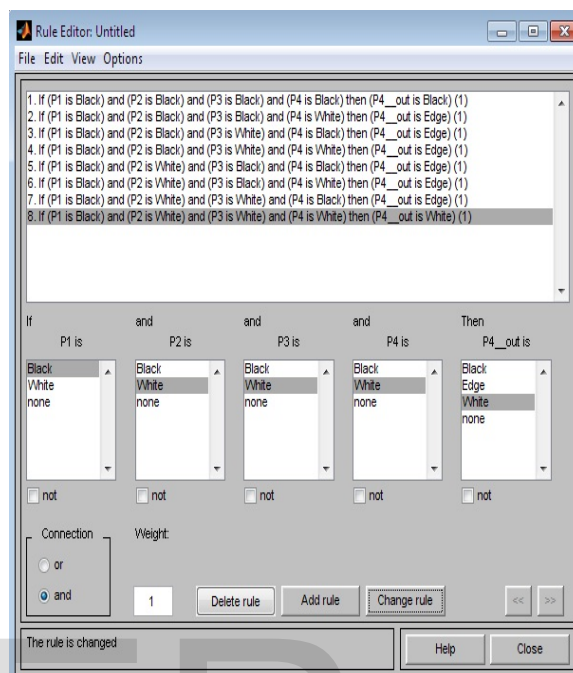 Rule Editor: Untitled
File Edit View Options
1. If (P1 is Black) and (P2 is Black) and (P3 is Black) and (P4 is Black) then (P4__out is Black) (1)
2. If (P1 is Black) and (P2 is Black) and (P3 is Black) and (P4 is White) then (P4__out is Edge) (1)
3. If (P1 is Black) and (P2 is Black) and (P3 is White) and (P4 is Black) then (P4__out is Edge) (1)
4. If (P1 is Black) and (P2 is Black) and (P3 is White) and (P4 is White) then (P4__out is Edge) (1)
5. If (P1 is Black) and (P2 is White) and (P3 is Black) and (P4 is Black) then (P4__out is Edge) (1)
6. If (P1 is Black) and (P2 is White) and (P3 is Black) and (P4 is White) then (P4__out is Edge) (1)
7. If (P1 is Black) and (P2 is White) and (P3 is White) and (P4 is Black) then (P4__out is Edge) (1)
8. If (P1 is Black) and (P2 is White) and (P3 is White) and (P4 is White) then (P4__out is White) (1)
If and and and Then
P1 is P2 is P3 is P4 is P4__out is
Black Black Black Black Black
White White White White Edge
none none none none White
none
not not not not not
Connection Weight:
or
and 1 Delete rule Add rule Change rule << >>
The rule is changed Help Close